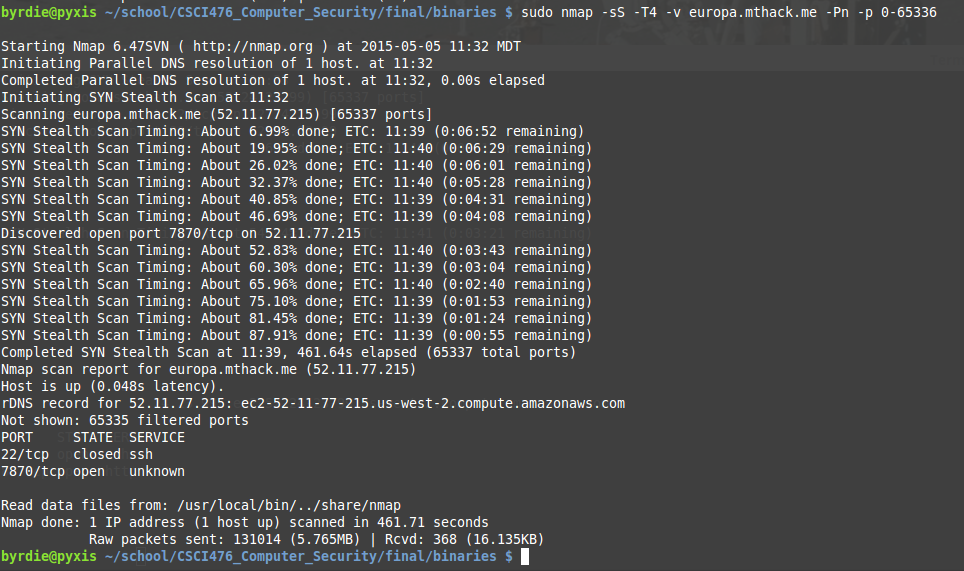 byrdie@pyxis ~/school/CSCI476_Computer_Security/final/binaries $ sudo nmap -sS -T4 -v europa.mthack.me -Pn -p 0-65336
Starting Nmap 6.47SVN ( http://nmap.org ) at 2015-05-05 11:32 MDT
Initiating Parallel DNS resolution of 1 host. at 11:32
Completed Parallel DNS resolution of 1 host. at 11:32, 0.00s elapsed
Initiating SYN Stealth Scan at 11:32
Scanning europa.mthack.me (52.11.77.215) [65337 ports]
SYN Stealth Scan Timing: About 6.99% done; ETC: 11:39 (0:06:52 remaining)
SYN Stealth Scan Timing: About 19.95% done; ETC: 11:40 (0:06:29 remaining)
SYN Stealth Scan Timing: About 26.02% done; ETC: 11:40 (0:06:01 remaining)
SYN Stealth Scan Timing: About 32.37% done; ETC: 11:40 (0:05:28 remaining)
SYN Stealth Scan Timing: About 40.85% done; ETC: 11:39 (0:04:31 remaining)
SYN Stealth Scan Timing: About 46.69% done; ETC: 11:39 (0:04:08 remaining)
Discovered open port 7870/tcp on 52.11.77.215
SYN Stealth Scan Timing: About 52.83% done; ETC: 11:40 (0:03:43 remaining)
SYN Stealth Scan Timing: About 60.30% done; ETC: 11:39 (0:03:04 remaining)
SYN Stealth Scan Timing: About 65.96% done; ETC: 11:40 (0:02:40 remaining)
SYN Stealth Scan Timing: About 75.10% done; ETC: 11:39 (0:01:53 remaining)
SYN Stealth Scan Timing: About 81.45% done; ETC: 11:39 (0:01:24 remaining)
SYN Stealth Scan Timing: About 87.91% done; ETC: 11:39 (0:00:55 remaining)
Completed SYN Stealth Scan at 11:39, 461.64s elapsed (65337 total ports)
Nmap scan report for europa.mthack.me (52.11.77.215)
Host is up (0.048s latency).
rDNS record for 52.11.77.215: ec2-52-11-77-215.us-west-2.compute.amazonaws.com
Not shown: 65335 filtered ports
PORT     STATE  SERVICE
22/tcp   closed ssh
7870/tcp open   unknown
Read data files from: /usr/local/bin/../share/nmap
Nmap done: 1 IP address (1 host up) scanned in 461.71 seconds
           Raw packets sent: 131014 (5.765MB) | Rcvd: 368 (16.135KB)
byrdie@pyxis ~/school/CSCI476_Computer_Security/final/binaries $